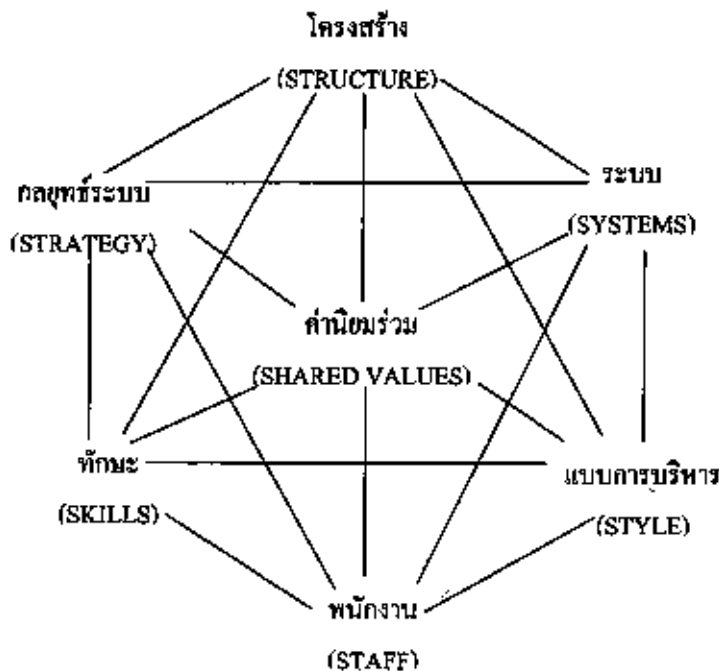 โครงสร้าง
(STRUCTURE)
กลยุทธ์ระบบ
(STRATEGY)
ระบบ
(SYSTEMS)
ค่านิยมร่วม
(SHARED VALUES)
ทักษะ
(SKILLS)
แบบการบริหาร
(STYLE)
พนักงาน
(STAFF)